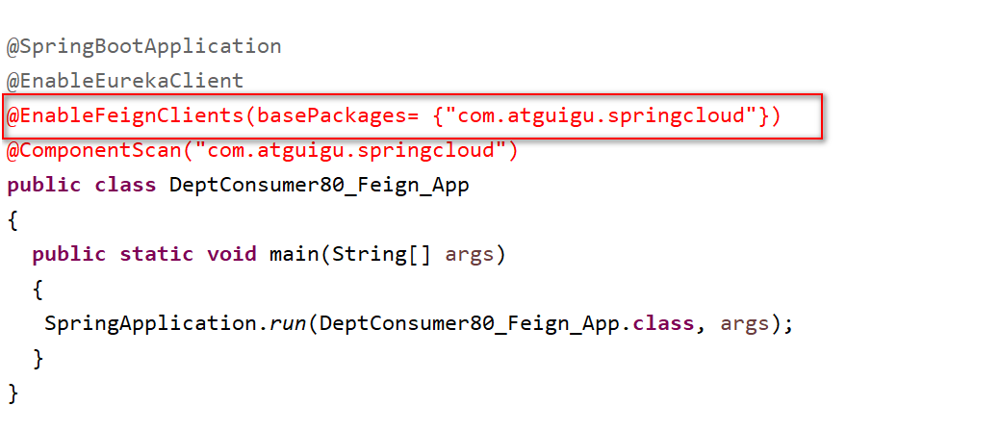 @SpringBootApplication
@EnableEurekaClient
@EnableFeignClients(basePackages= {"com.atguigu.springcloud"})
@ComponentScan("com.atguigu.springcloud")
public class DeptConsumer80_Feign_App
{
  public static void main(String[] args)
  {
   SpringApplication.run(DeptConsumer80_Feign_App.class, args);
  }
}